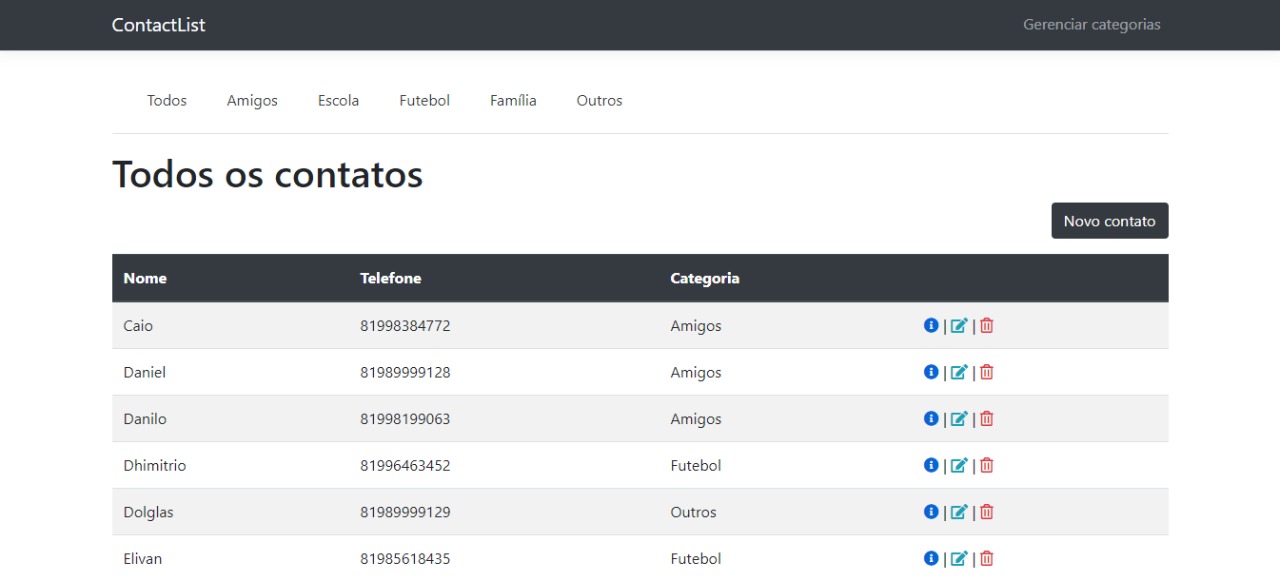 ContactList Gerenciar categorias
Todos Amigos Escola Futebol Família Outros
Todos os contatos
Novo contato
Nome Telefone Categoria
Caio 81998384772 Amigos | |
Daniel 81989999128 Amigos | |
Danilo 81998199063 Amigos | |
Dhimitrio 81996463452 Futebol | |
Dolglas 81989999129 Outros | |
Elivan 81985618435 Futebol | |